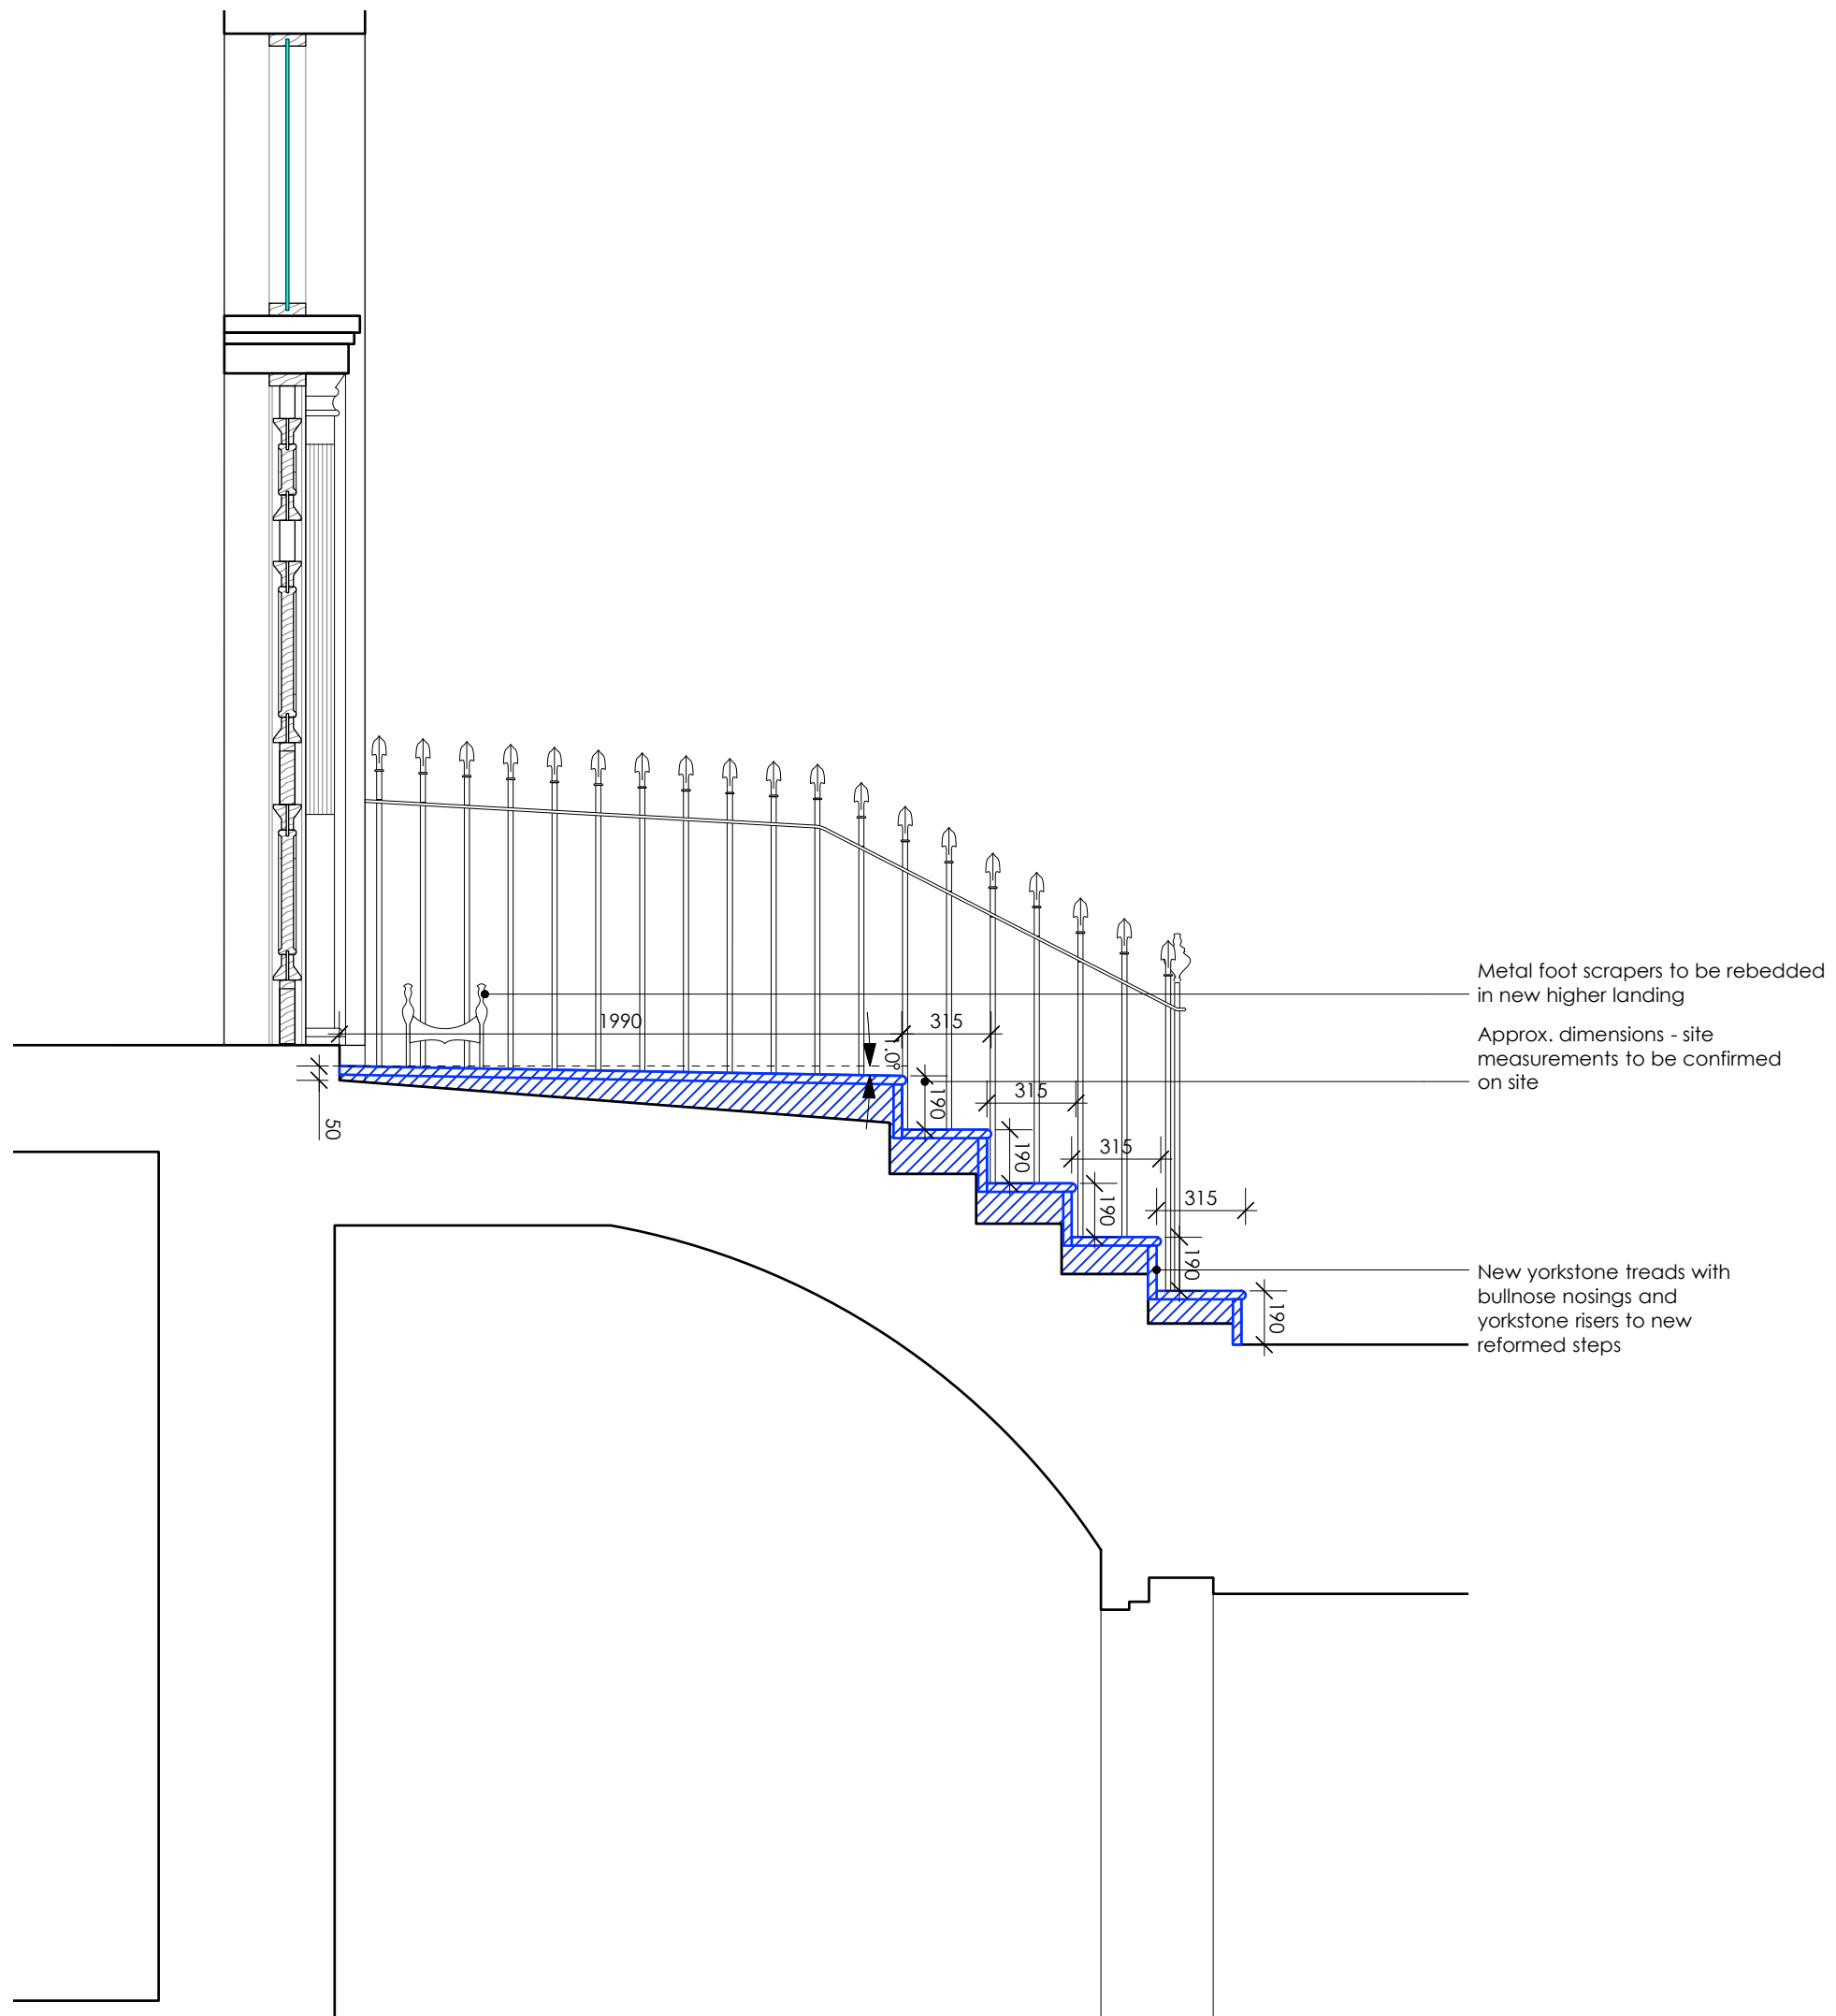 Metal foot scrapers to be rebedded
in new higher landing
1990
315
Approx. dimensions - site
measurements to be confirmed
on site
1.0°
190
315
50
190
315
190
315
190
New yorkstone treads with
bullnose nosings and
yorkstone risers to new
reformed steps
190